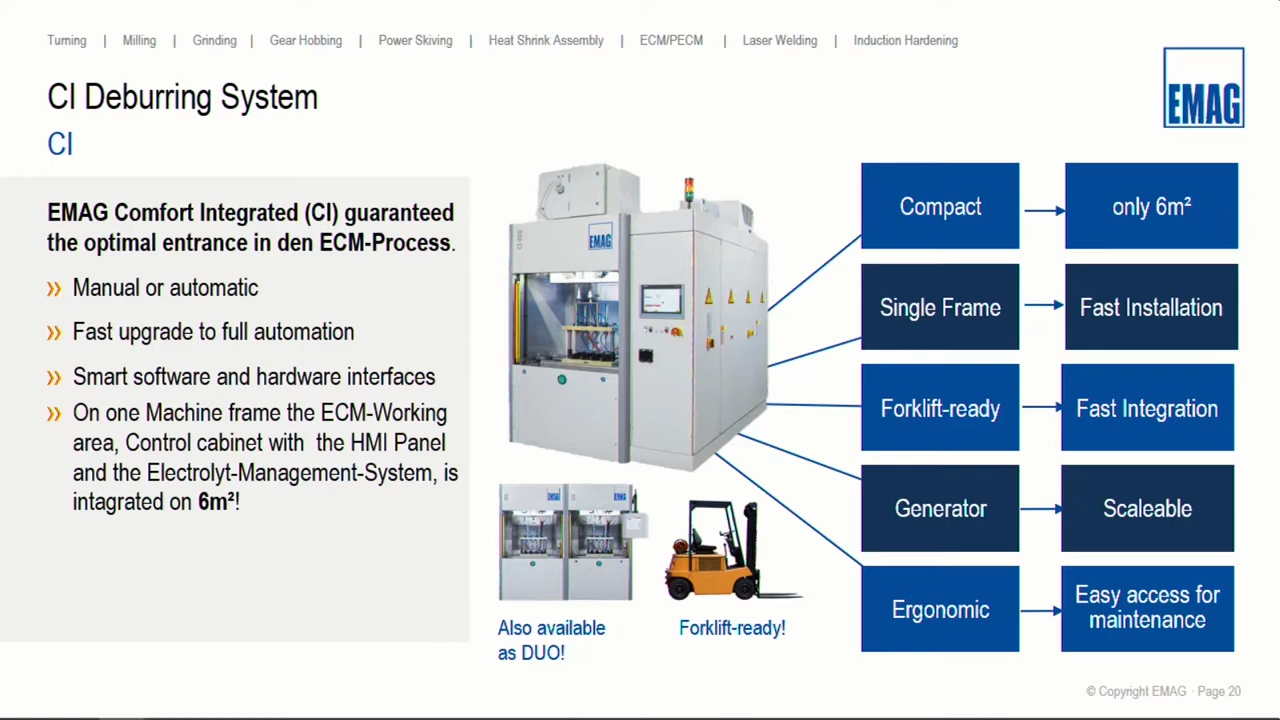 Turning | Milling | Grinding | Gear Hobbing | Power Skiving | Heat Shrink Assembly | ECM/PECM | Laser Welding | Induction Hardening
EMAG
CI Deburring System
CI
EMAG Comfort Integrated (CI) guaranteed
the optimal entrance in den ECM-Process.
Manual or automatic
Fast upgrade to full automation
Smart software and hardware interfaces
On one Machine frame the ECM-Working
area, Control cabinet with the HMI Panel
and the Electrolyt-Management-System, is
intagrated on 6m²!
EMAG
EMAG
EMAG
Also available
as DUO!
Forklift-ready!
Compact
only 6m²
Single Frame
Fast Installation
Forklift-ready
Fast Integration
Generator
Scaleable
Ergonomic
Easy access for
maintenance
© Copyright EMAG · Page 20